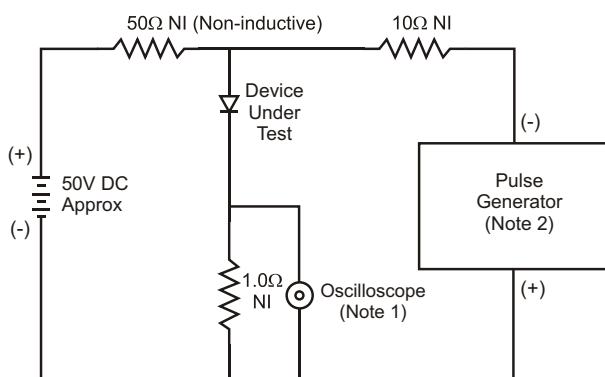 50Ω NI (Non-inductive)
10Ω NI
Device
Under
Test
(-)
(+)
50V DC
Approx
(-)
Pulse
Generator
(Note 2)
1.0Ω
NI
Oscilloscope
(Note 1)
(+)